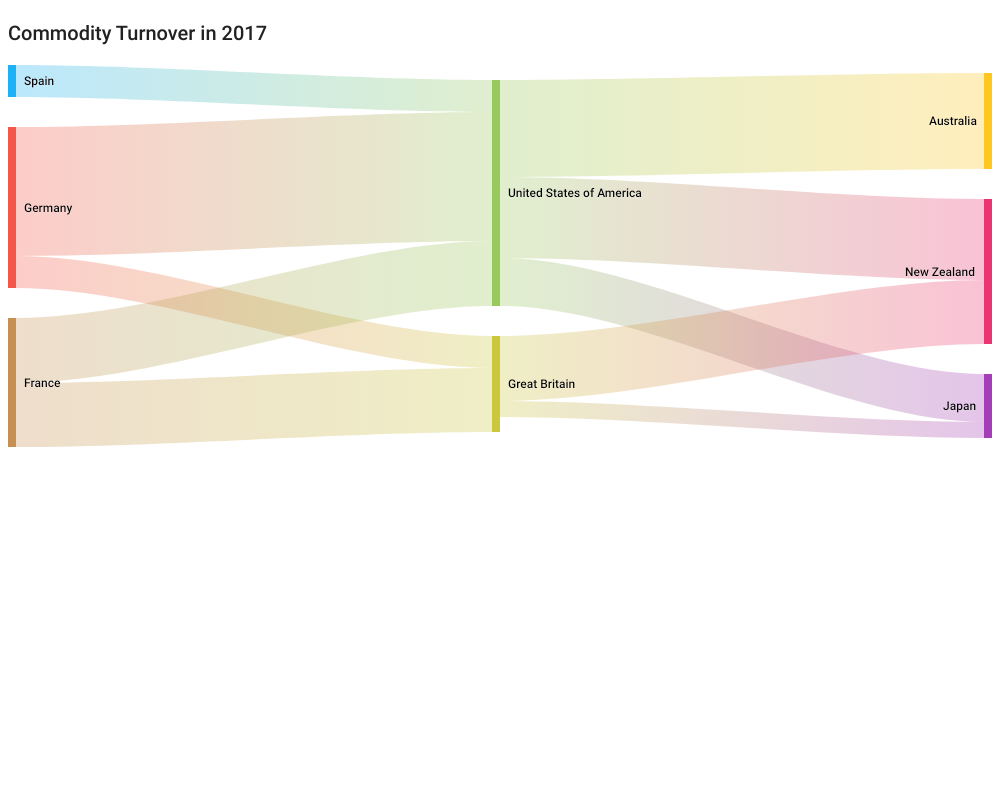 Commodity Turnover in 2017
Spain
Australia
United States of America
Germany
New Zealand
France
Great Britain
Japan